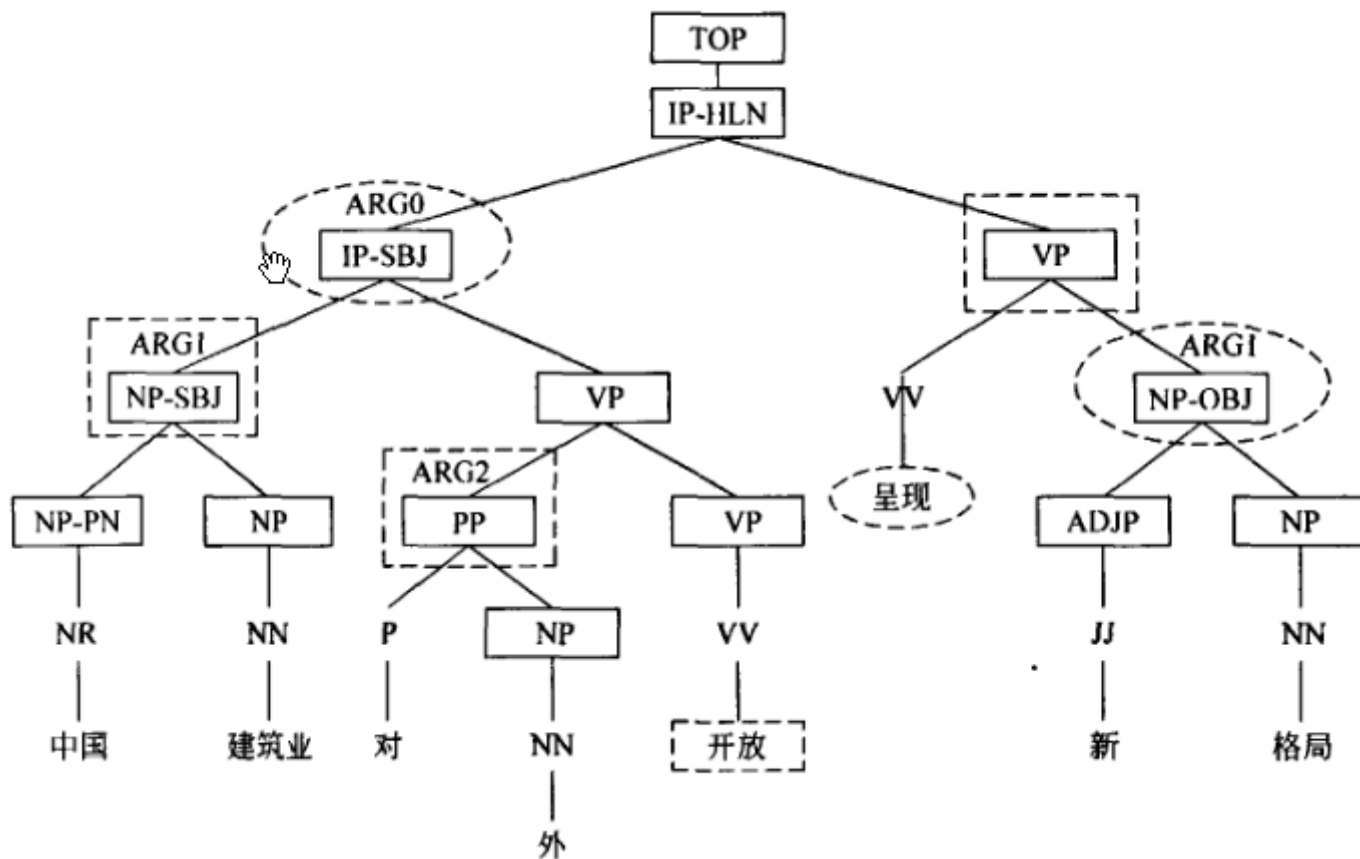 TOP
IP-HLN
ARG0
IP-SBJ
VP
ARG1
NP-SBJ
VP
VV
ARG1
NP-OBJ
NP-PN
NP
ARG2
PP
VP
呈现
ADJP
NP
NR
NN
P
NP
VV
JJ
NN
中国
建筑业
对
NN
开放
新
格局
外